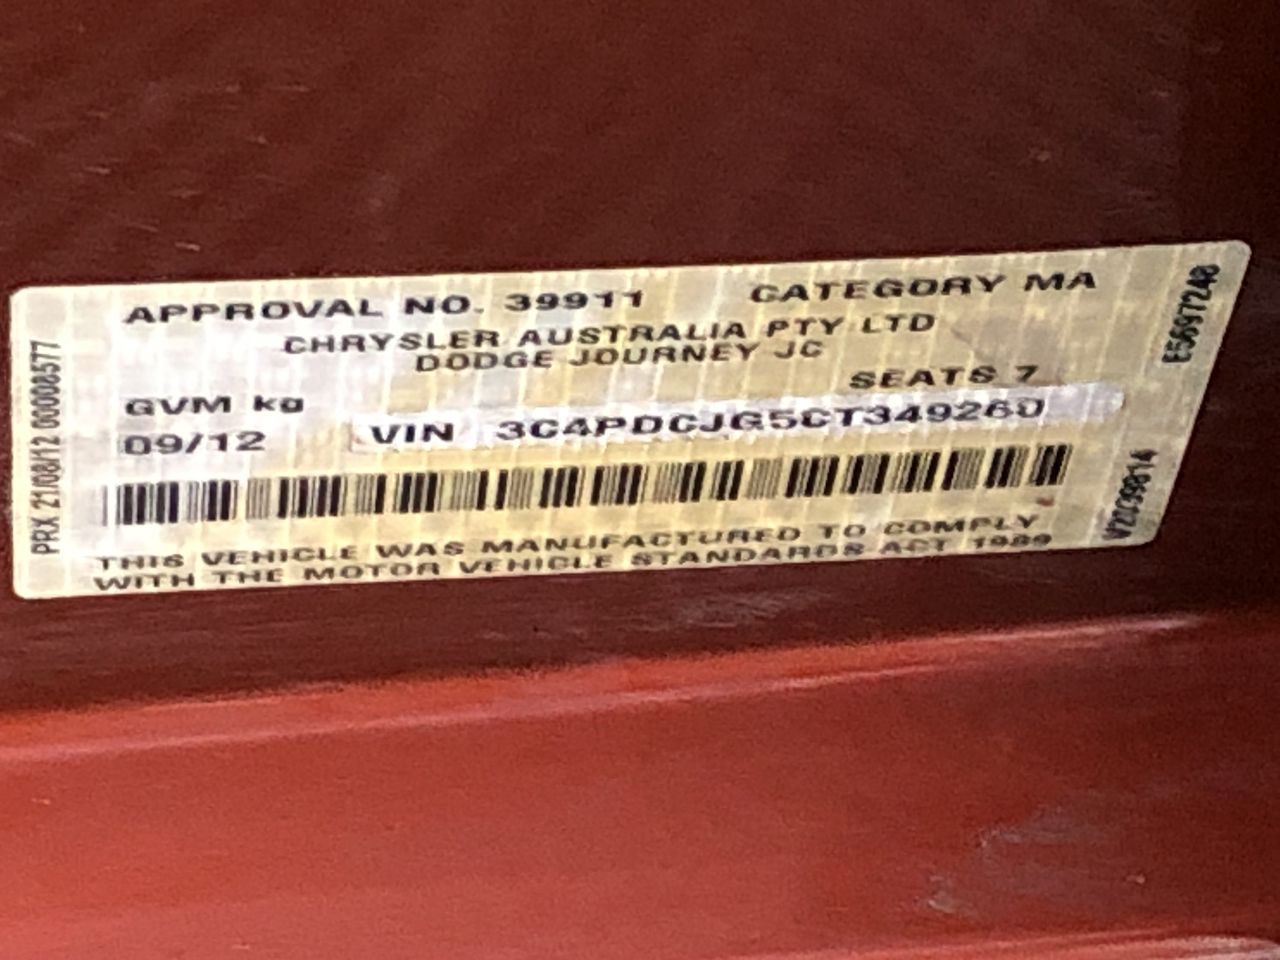 APPROVAL NO. 39911 CATEGORY MA
CHRYSLER AUSTRALIA PTY LTD
DODGE JOURNEY JC
SEATS 7
GVM kg
09/12 VIN 3C4PDCJG5CT349260
THIS VEHICLE WAS MANUFACTURED TO COMPLY
WITH THE MOTOR VEHICLE STANDARDS ACT 1989
PRX 21/08/12 00008577
E5697240
V2C39814